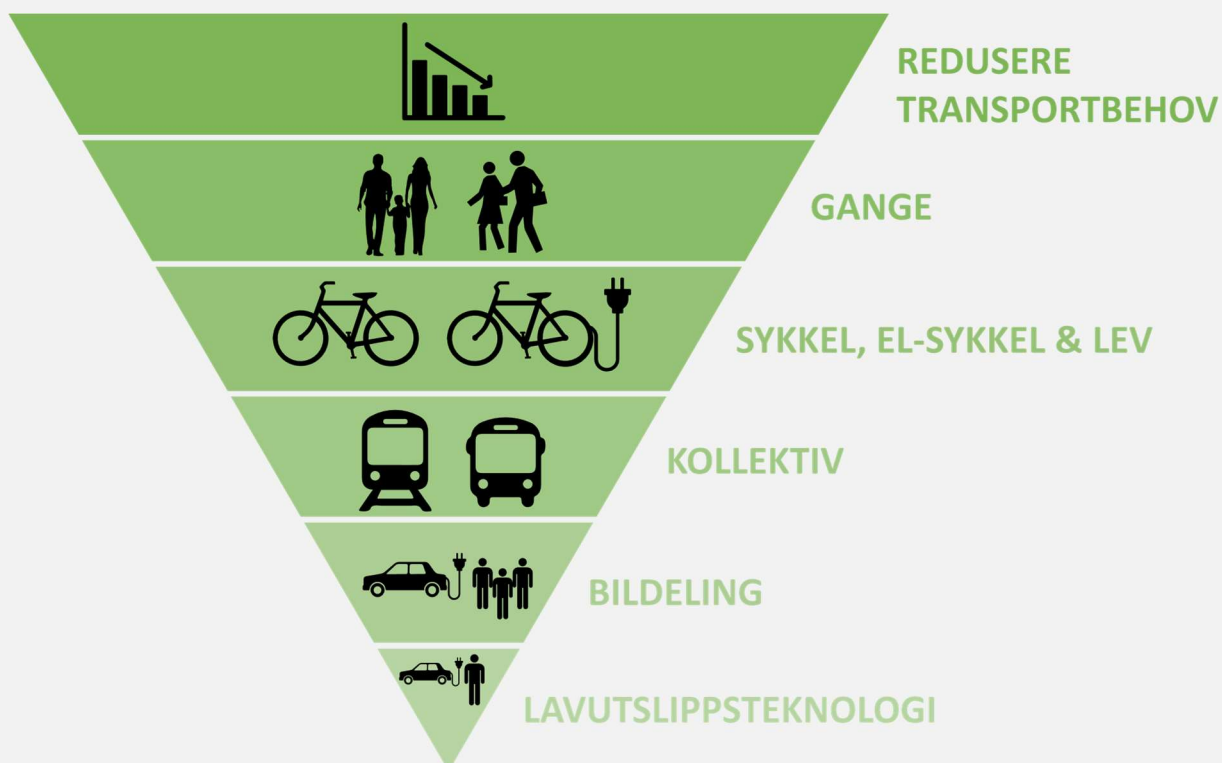 REDUSERE
TRANSPORTBEHOV
GANGE
SYKKEL, EL-SYKKEL & LEV
KOLLEKTIV
BILDELING
LAVUTSLIPPSTEKNOLOGI